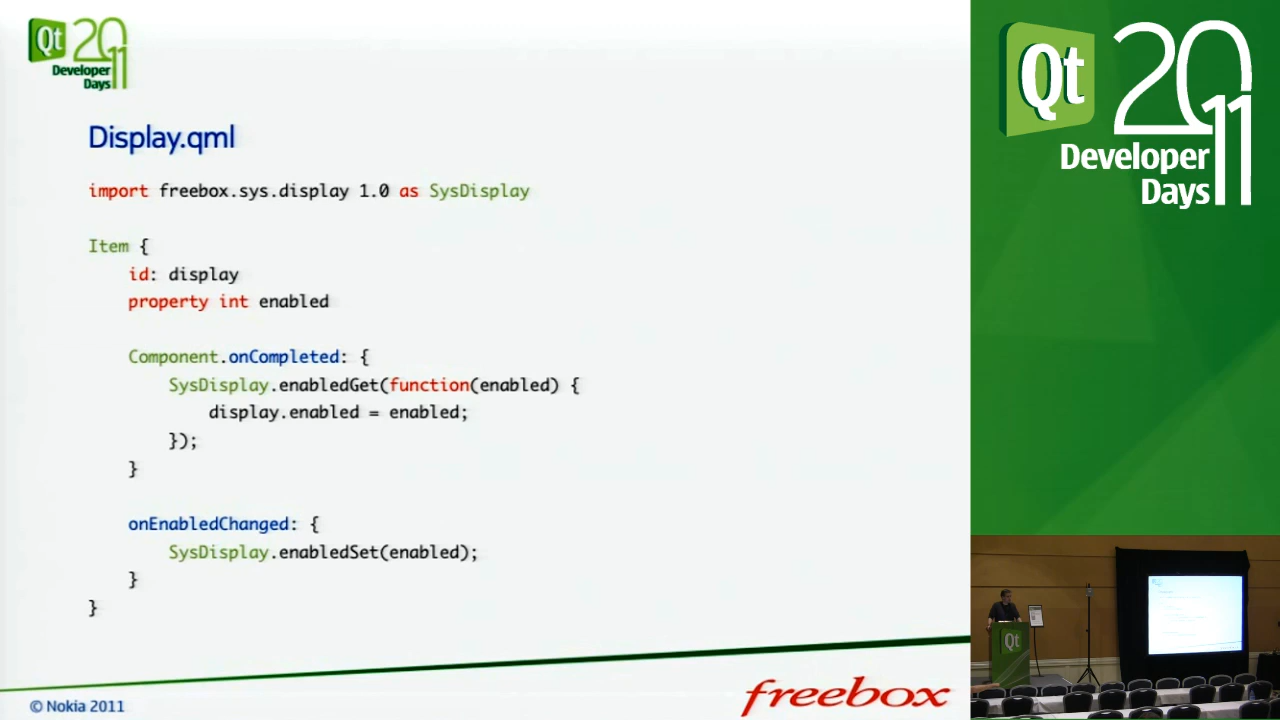 Qt 2011
Developer
Days
Display.qml
import freebox.sys.display 1.0 as SysDisplay
Item {
id: display
property int enabled
Component.onCompleted: {
SysDisplay.enabledGet(function(enabled) {
display.enabled = enabled;
});
}
onEnabledChanged: {
SysDisplay.enabledSet(enabled);
}
}
© Nokia 2011
freebox
Qt 2011
Developer
Days
Qt